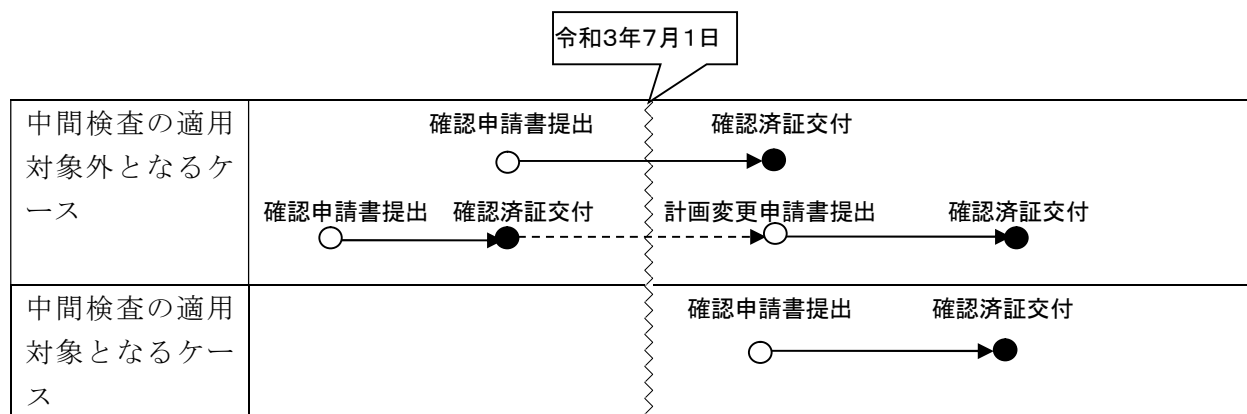 令和3年7月1日
中間検査の適用
対象外となるケ
ース
確認申請書提出
確認済証交付
確認申請書提出
確認済証交付
計画変更申請書提出
確認済証交付
中間検査の適用
対象となるケー
ス
確認申請書提出
確認済証交付